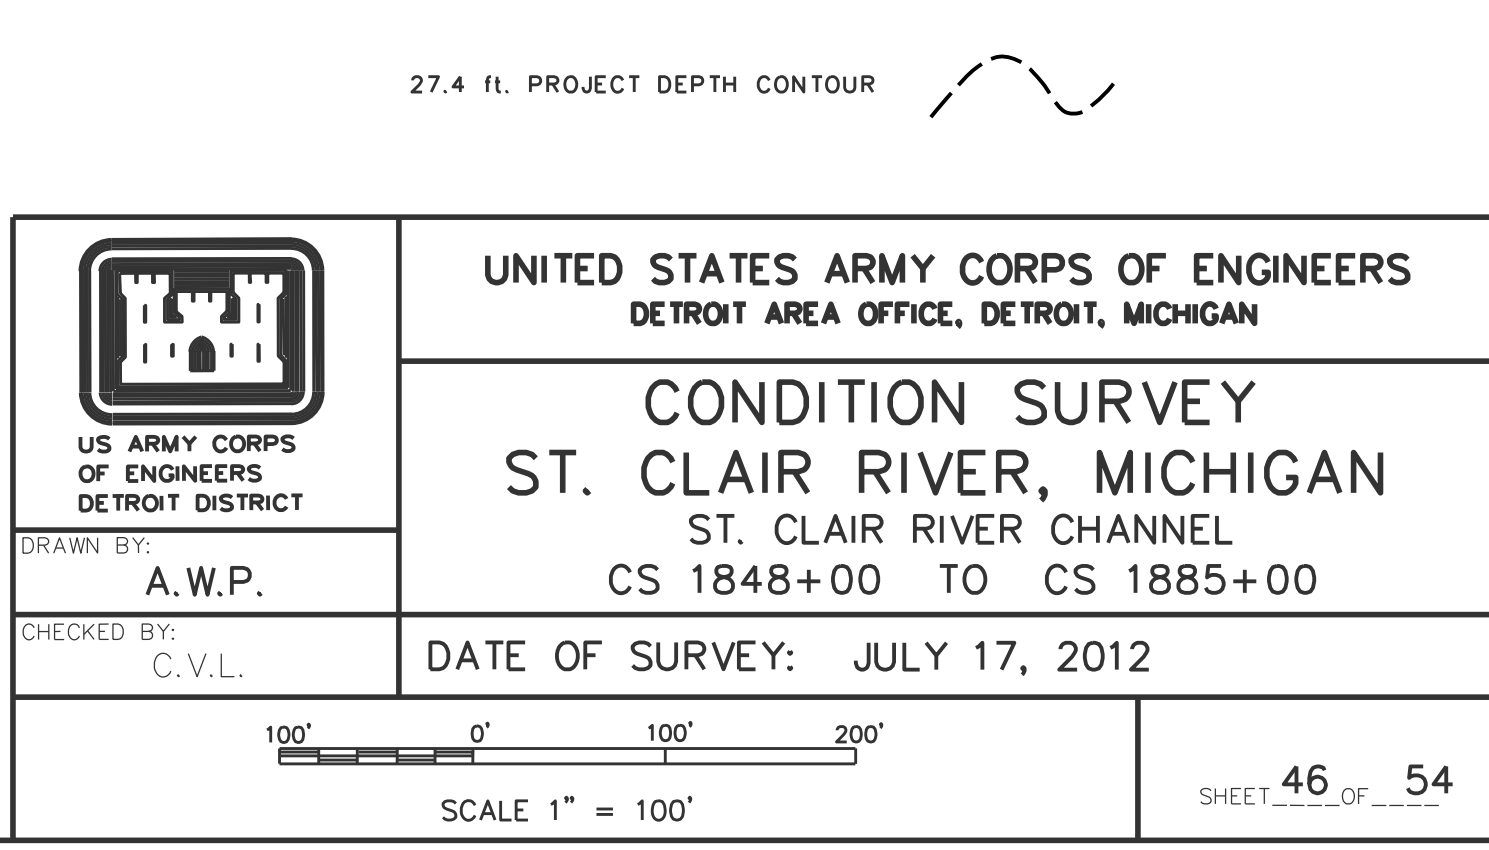 27.4 ft. PROJECT DEPTH CONTOUR
UNITED STATES ARMY CORPS OF ENGINEERS
DETROIT AREA OFFICE, DETROIT, MICHIGAN
US ARMY CORPS
OF ENGINEERS
DETROIT DISTRICT
CONDITION SURVEY
ST. CLAIR RIVER, MICHIGAN
ST. CLAIR RIVER CHANNEL
CS 1848+00 TO CS 1885+00
DRAWN BY:
A.W.P.
CHECKED BY:
C.V.L.
DATE OF SURVEY: JULY 17, 2012
100' 0' 100' 200'
SCALE 1" = 100'
SHEET 46 OF 54